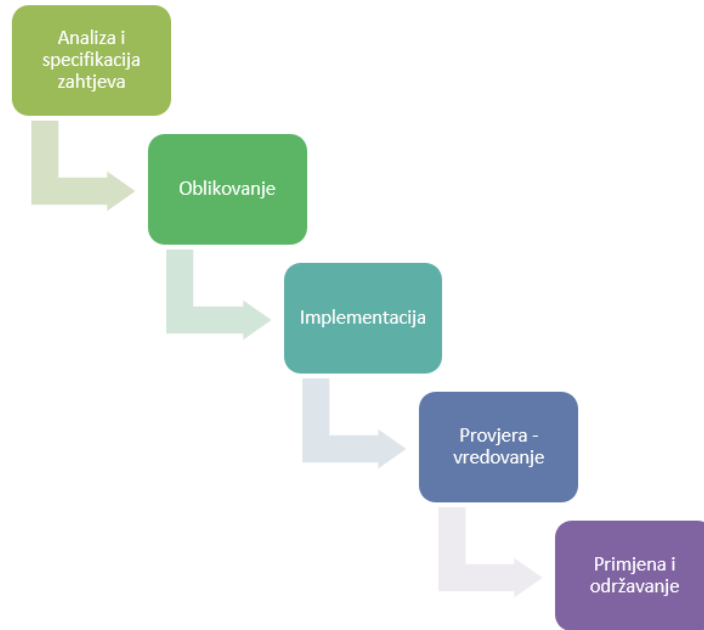 Analiza i
specifikacija
zahtjeva
Oblikovanje
Implementacija
Provjera -
vredovanje
Primjena i
održavanje